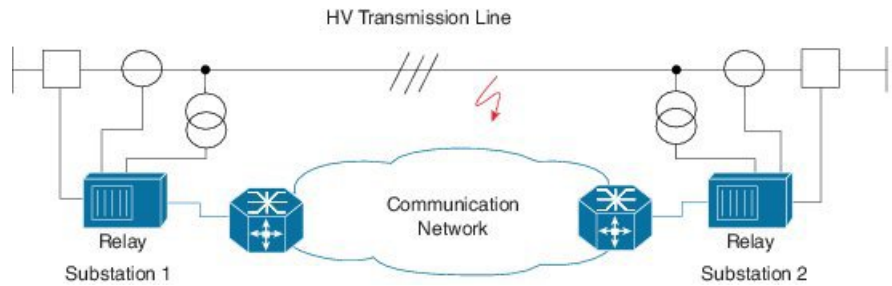 HV Transmission Line
Communication
Network
Relay
Relay
Substation 1
Substation 2